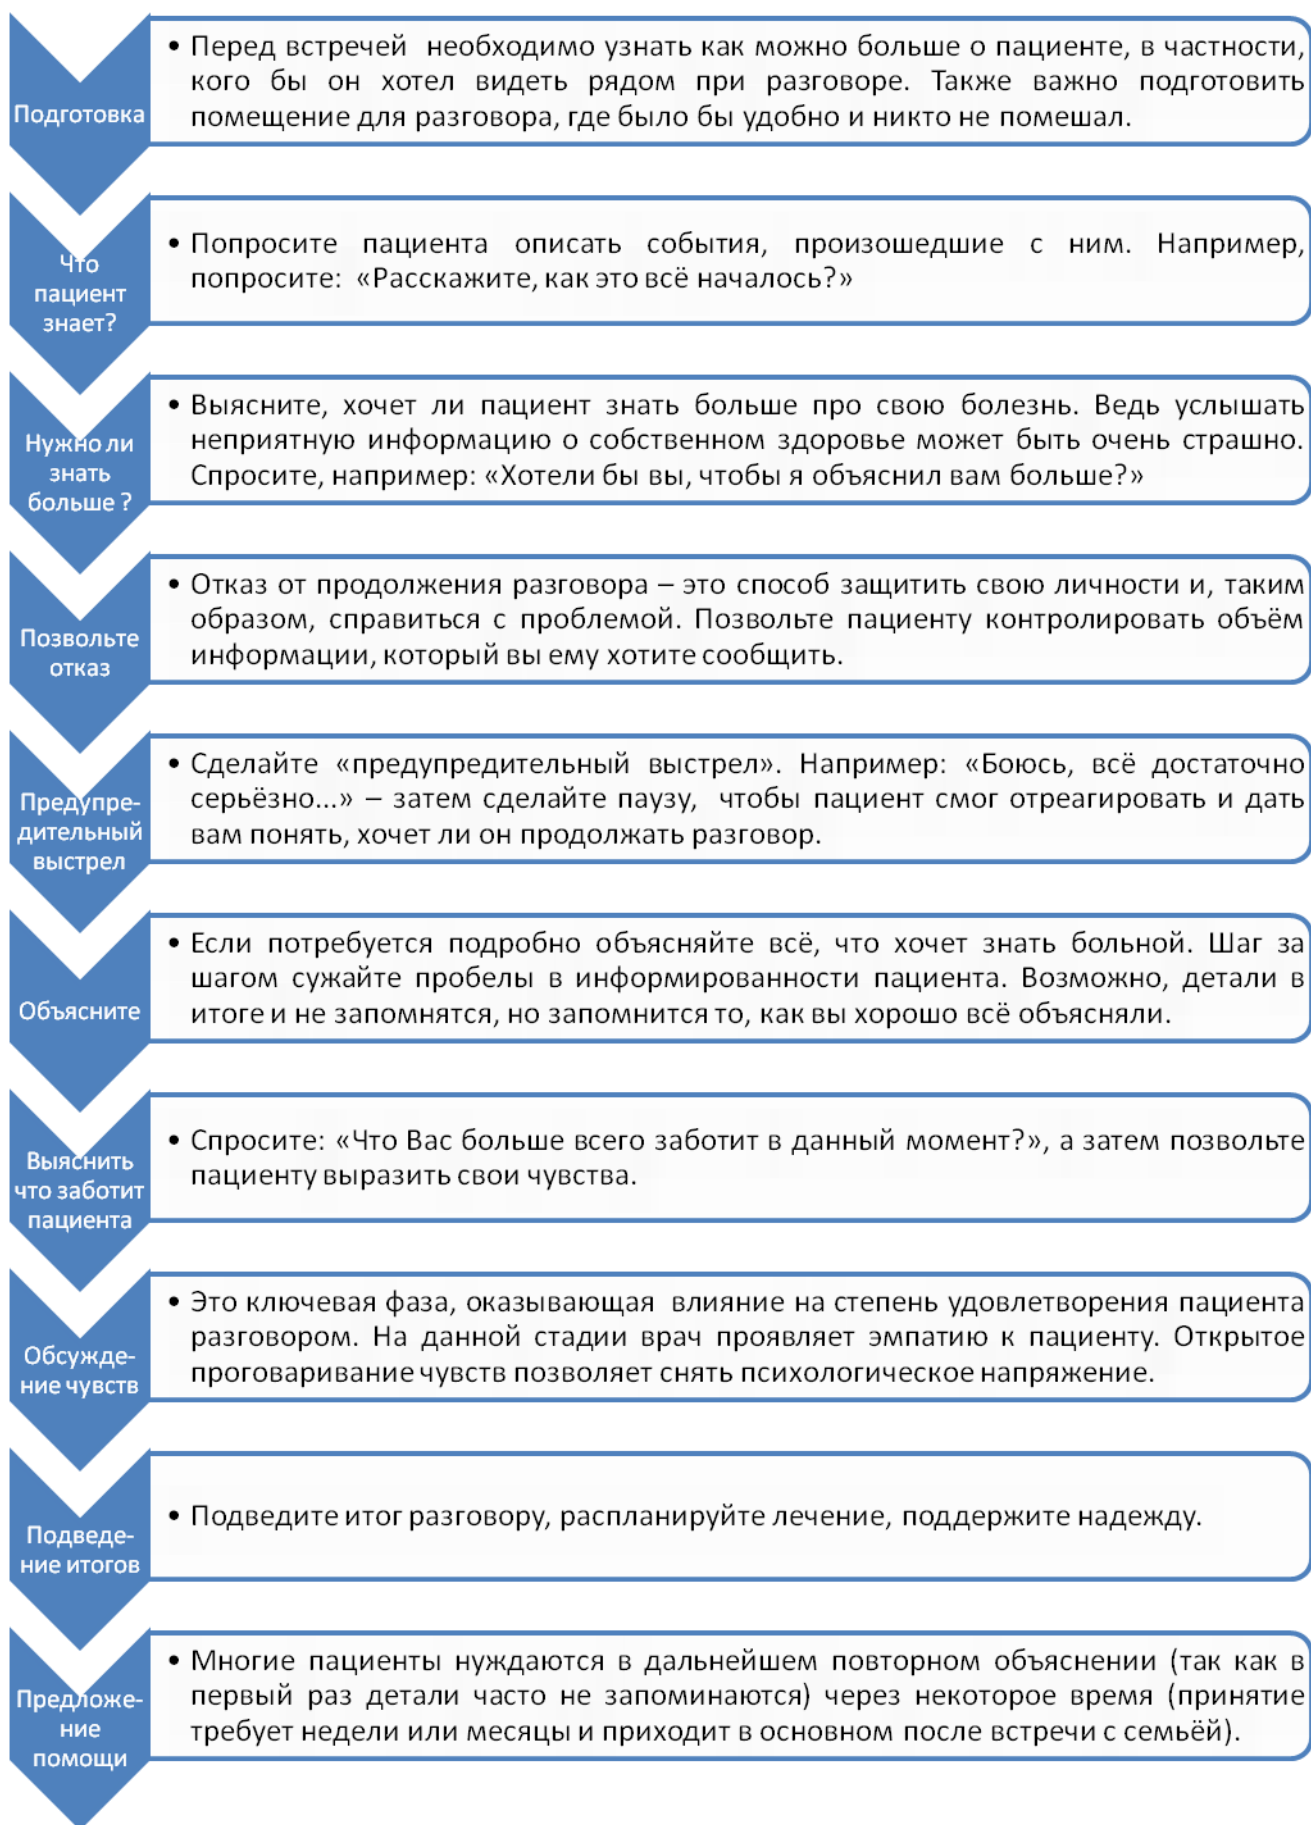 Подготовка
• Перед встречей необходимо узнать как можно больше о пациенте, в частности,
кого бы он хотел видеть рядом при разговоре. Также важно подготовить
помещение для разговора, где было бы удобно и никто не помешал.
Что
пациент
знает?
• Попросите пациента описать события, произошедшие с ним. Например,
попросите: «Расскажите, как это всё началось?»
Нужно ли
знать
больше ?
• Выясните, хочет ли пациент знать больше про свою болезнь. Ведь услышать
неприятную информацию о собственном здоровье может быть очень страшно.
Спросите, например: «Хотели бы вы, чтобы я объяснил вам больше?»
Позвольте
отказ
• Отказ от продолжения разговора – это способ защитить свою личности и, таким
образом, справиться с проблемой. Позвольте пациенту контролировать объём
информации, который вы ему хотите сообщить.
Предупре-
дительный
выстрел
• Сделайте «предупредительный выстрел». Например: «Боюсь, всё достаточно
серьёзно...» – затем сделайте паузу, чтобы пациент смог отреагировать и дать
вам понять, хочет ли он продолжать разговор.
Объясните
• Если потребуется подробно объясняйте всё, что хочет знать больной. Шаг за
шагом сужайте пробелы в информированности пациента. Возможно, детали в
итоге и не запомнятся, но запомнится то, как вы хорошо всё объясняли.
Выяснить
что заботит
пациента
• Спросите: «Что Вас больше всего заботит в данный момент?», а затем позвольте
пациенту выразить свои чувства.
Обсужде-
ние чувств
• Это ключевая фаза, оказывающая влияние на степень удовлетворения пациента
разговором. На данной стадии врач проявляет эмпатию к пациенту. Открытое
проговаривание чувств позволяет снять психологическое напряжение.
Подведе-
ние итогов
• Подведите итог разговору, распланируйте лечение, поддержите надежду.
Предложе-
ние
помощи
• Многие пациенты нуждаются в дальнейшем повторном объяснении (так как в
первый раз детали часто не запоминаются) через некоторое время (принятие
требует недели или месяцы и приходит в основном после встречи с семьёй).